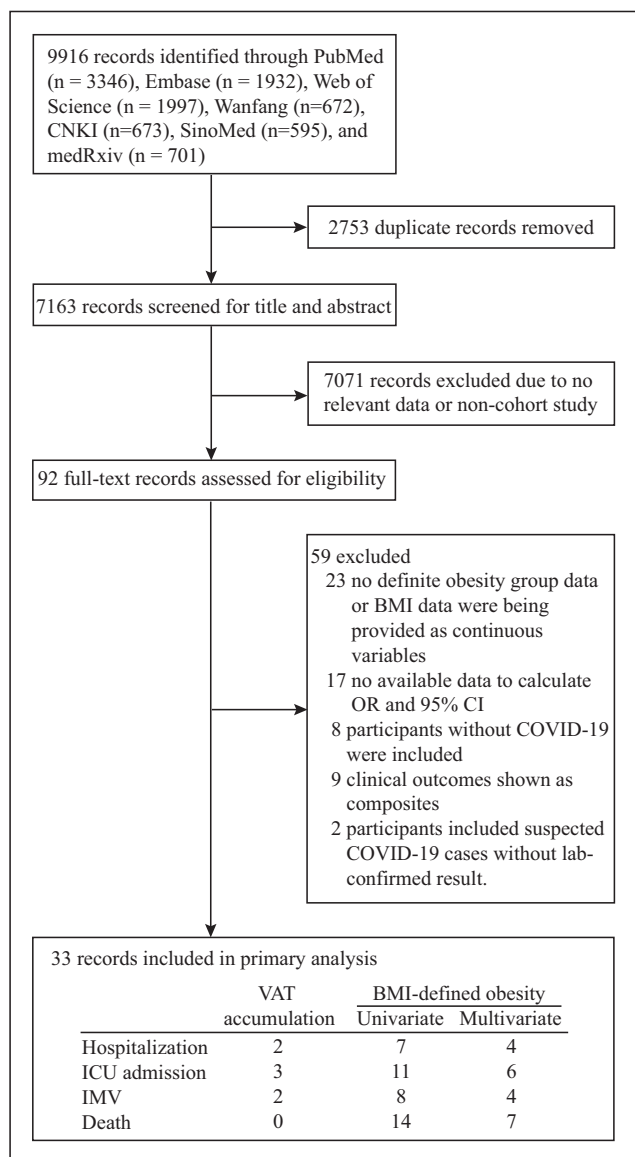 9916 records identified through PubMed
(n = 3346), Embase (n = 1932), Web of
Science (n = 1997), Wanfang (n=672),
CNKI (n=673), SinoMed (n=595), and
medRxiv (n = 701)
2753 duplicate records removed
7163 records screened for title and abstract
7071 records excluded due to no
relevant data or non-cohort study
92 full-text records assessed for eligibility
59 excluded
23 no definite obesity group data
or BMI data were being
provided as continuous
variables
17 no available data to calculate
OR and 95% CI
8 participants without COVID-19
were included
9 clinical outcomes shown as
composites
2 participants included suspected
COVID-19 cases without lab-
confirmed result.
33 records included in primary analysis
VAT BMI-defined obesity
accumulation Univariate Multivariate
Hospitalization 2 7 4
ICU admission 3 11 6
IMV 2 8 4
Death 0 14 7